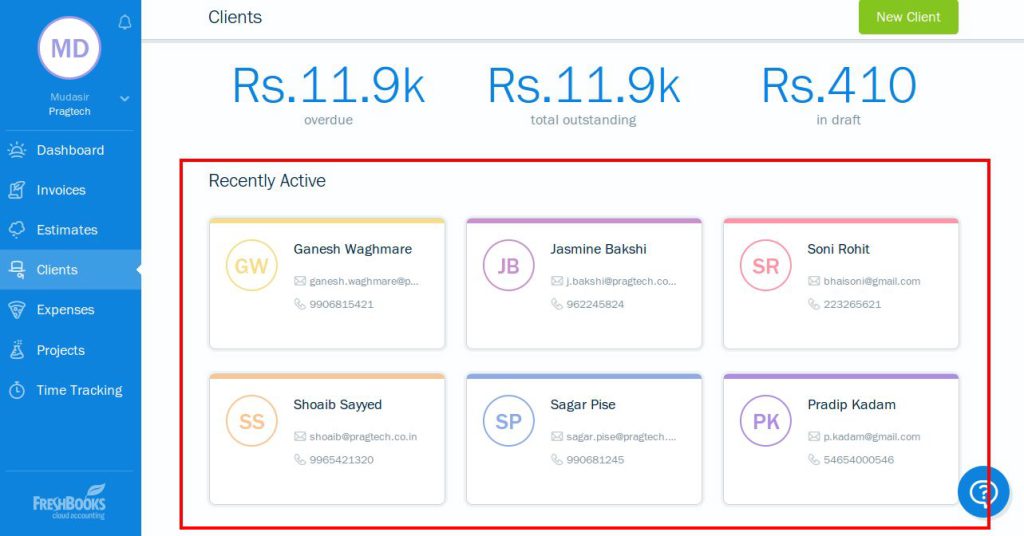 MD
Mudasir
Pragtech
Dashboard
Invoices
Estimates
Clients
Expenses
Projects
Time Tracking
FRESHBOOKS
cloud accounting
Clients
New Client
Rs.11.9k
overdue
Rs.11.9k
total outstanding
Rs.410
in draft
Recently Active
GW
Ganesh Waghmare
ganesh.waghmare@p...
9906815421
JB
Jasmine Bakshi
j.bakshi@pragtech.co...
962245824
SR
Soni Rohit
bhaisoni@gmail.com
223265621
SS
Shoaib Sayyed
shoaib@pragtech.co.in
9965421320
SP
Sagar Pise
sagar.pise@pragtech....
990681245
PK
Pradip Kadam
p.kadam@gmail.com
54654000546
?